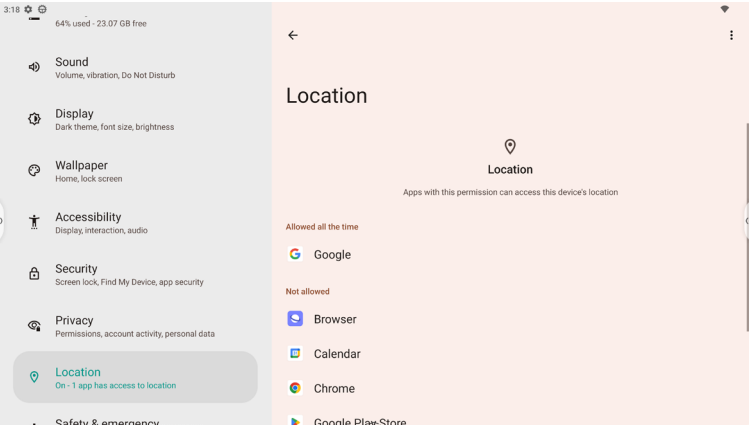 3:18
64% used - 23.07 GB free
Sound
Volume, vibration, Do Not Disturb
Display
Dark theme, font size, brightness
Wallpaper
Home, lock screen
Accessibility
Display, interaction, audio
Security
Screen lock, Find My Device, app security
Privacy
Permissions, account activity, personal data
Location
On - 1 app has access to location
Safety & emergency
Location
Location
Apps with this permission can access this device's location
Allowed all the time
Google
Not allowed
Browser
Calendar
Chrome
Google Play Store